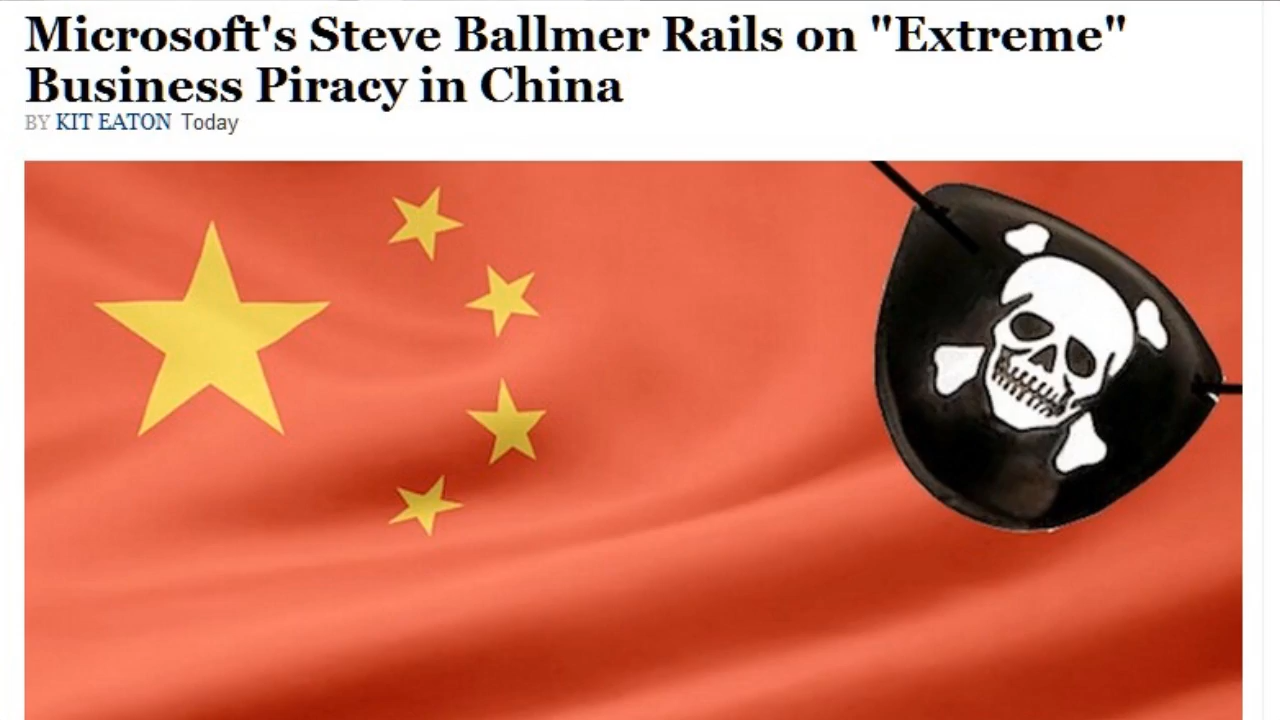 Microsoft's Steve Ballmer Rails on "Extreme"
Business Piracy in China
BY KIT EATON Today